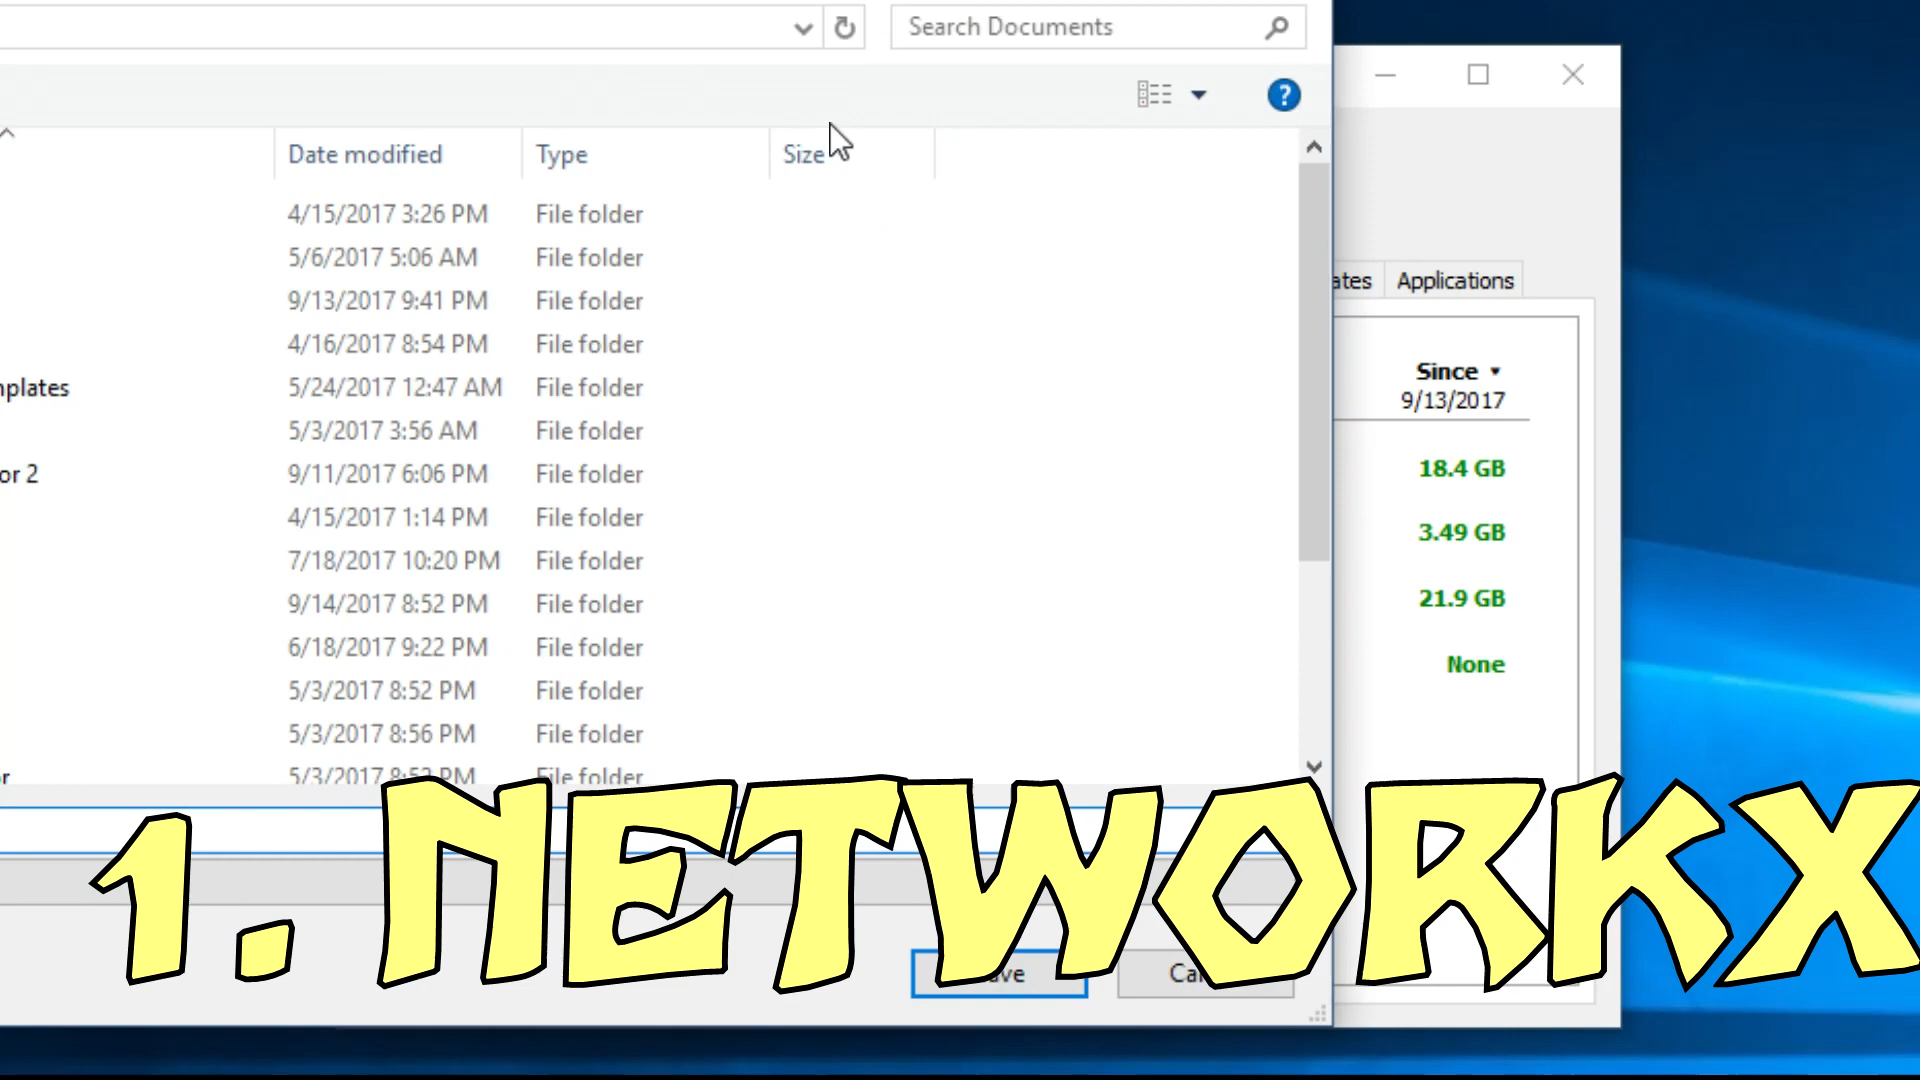 Search Documents
?
Date modified Type Size
4/15/2017 3:26 PM File folder
5/6/2017 5:06 AM File folder
9/13/2017 9:41 PM File folder
4/16/2017 8:54 PM File folder
nplates 5/24/2017 12:47 AM File folder
5/3/2017 3:56 AM File folder
or 2 9/11/2017 6:06 PM File folder
4/15/2017 1:14 PM File folder
7/18/2017 10:20 PM File folder
9/14/2017 8:52 PM File folder
6/18/2017 9:22 PM File folder
5/3/2017 8:52 PM File folder
5/3/2017 8:56 PM File folder
r 5/3/2017 8:52 PM File folder
ates Applications
Since
9/13/2017
18.4 GB
3.49 GB
21.9 GB
None
1. NETWORKX
ave Ca